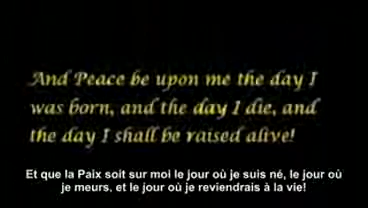 And Peace be upon me the day I
was born, and the day I die, and
the day I shall be raised alive!
Et que la Paix soit sur moi le jour où je suis né, le jour où
je meurs, et le jour où je reviendrais à la vie!